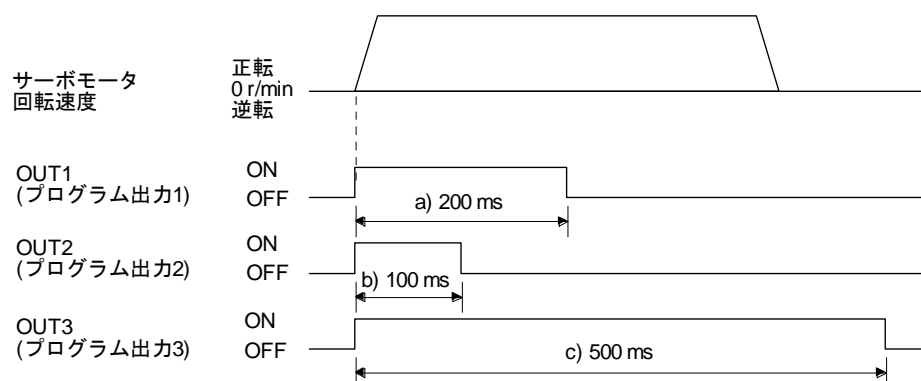 サーボモータ
回転速度
正転
0 r/min
逆転
OUT1
(プログラム出力1)
ON
OFF
a) 200 ms
OUT2
(プログラム出力2)
ON
OFF
b) 100 ms
OUT3
(プログラム出力3)
ON
OFF
c) 500 ms